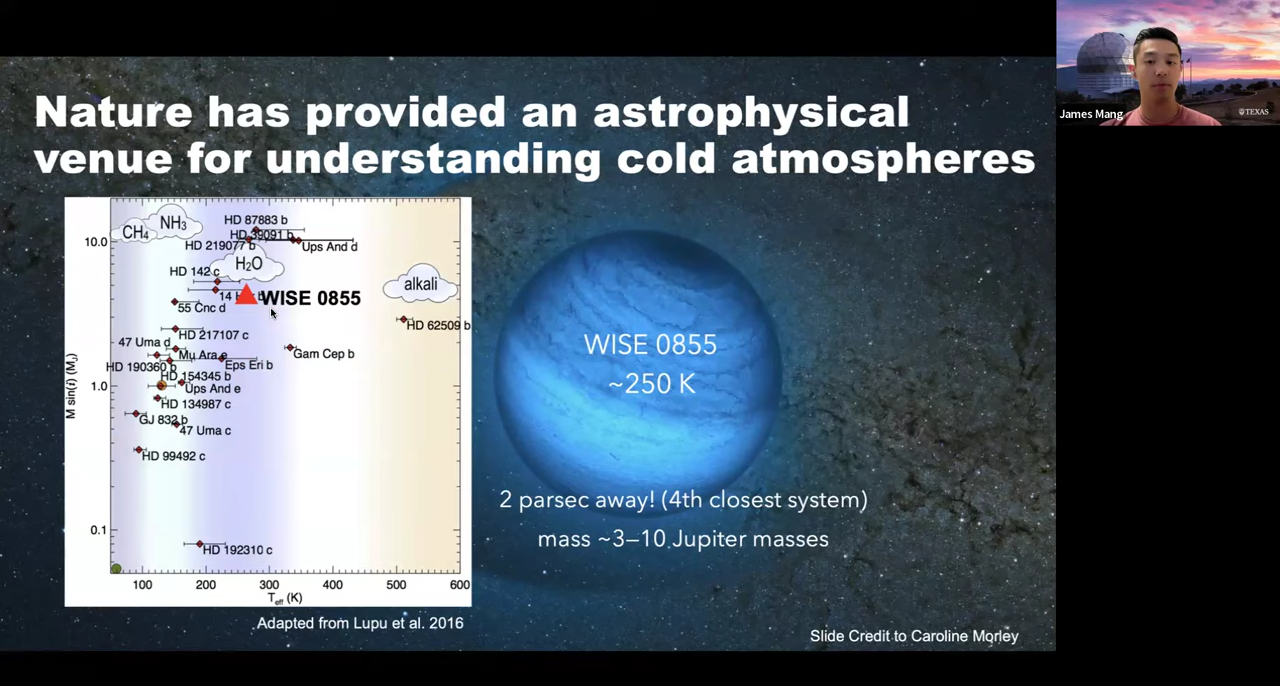 Nature has provided an astrophysical
venue for understanding cold atmospheres
James Mang
TEXAS
CH₄
NH₃
HD 87883 b
HD 39091 b
HD 219077 b
Ups And d
H₂O
HD 142 c
alkali
14 Her b
WISE 0855
55 Cnc d
HD 62509 b
HD 217107 c
47 Uma d
Mu Ara e
Gam Cep b
HD 190360 b
Eps Eri b
HD 154345 b
Ups And e
HD 134987 c
GJ 832 b
47 Uma c
HD 99492 c
HD 192310 c
10.0
1.0
0.1
M sin(i) (MJ)
100 200 300 400 500 600
Teff (K)
Adapted from Lupu et al. 2016
WISE 0855
~250 K
2 parsec away! (4th closest system)
mass ~3–10 Jupiter masses
Slide Credit to Caroline Morley